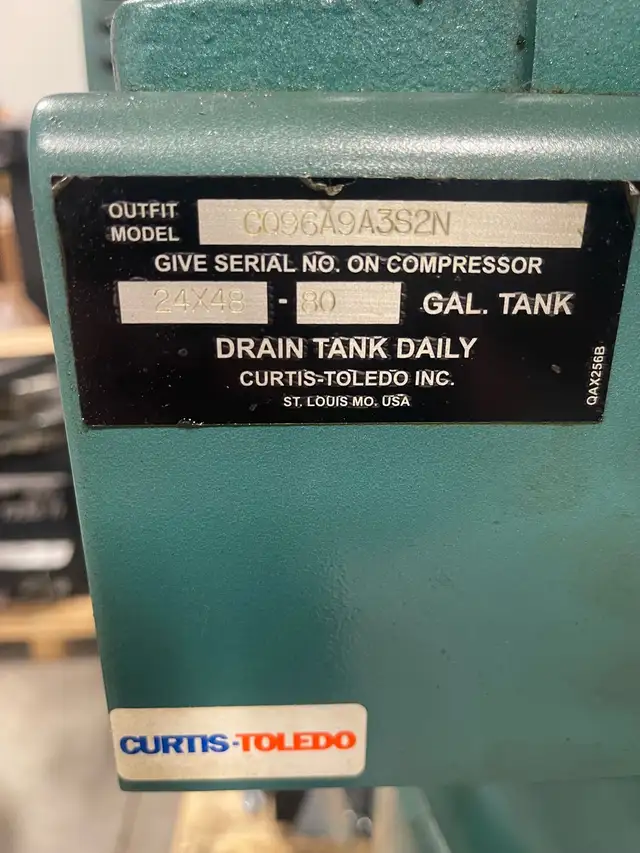 OUTFIT
MODEL CQ96A9A3S2N
GIVE SERIAL NO. ON COMPRESSOR
24X48 - 80 GAL. TANK
DRAIN TANK DAILY
CURTIS-TOLEDO INC.
ST. LOUIS MO. USA
QAX256B
CURTIS-TOLEDO